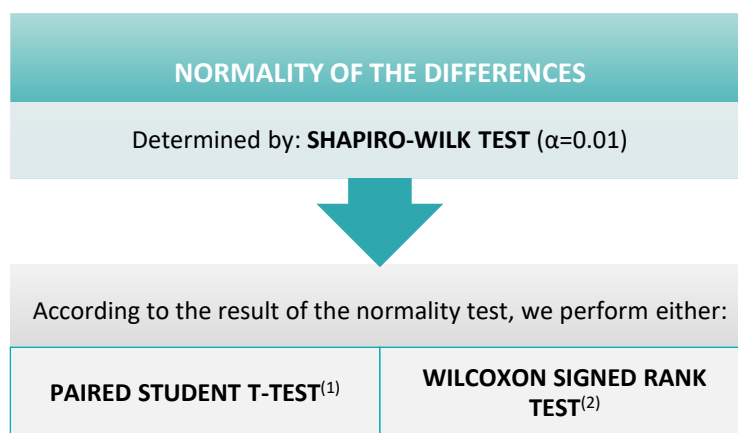 NORMALITY OF THE DIFFERENCES
Determined by: SHAPIRO-WILK TEST (α=0.01)
According to the result of the normality test, we perform either:
PAIRED STUDENT T-TEST(1)
WILCOXON SIGNED RANK
TEST(2)